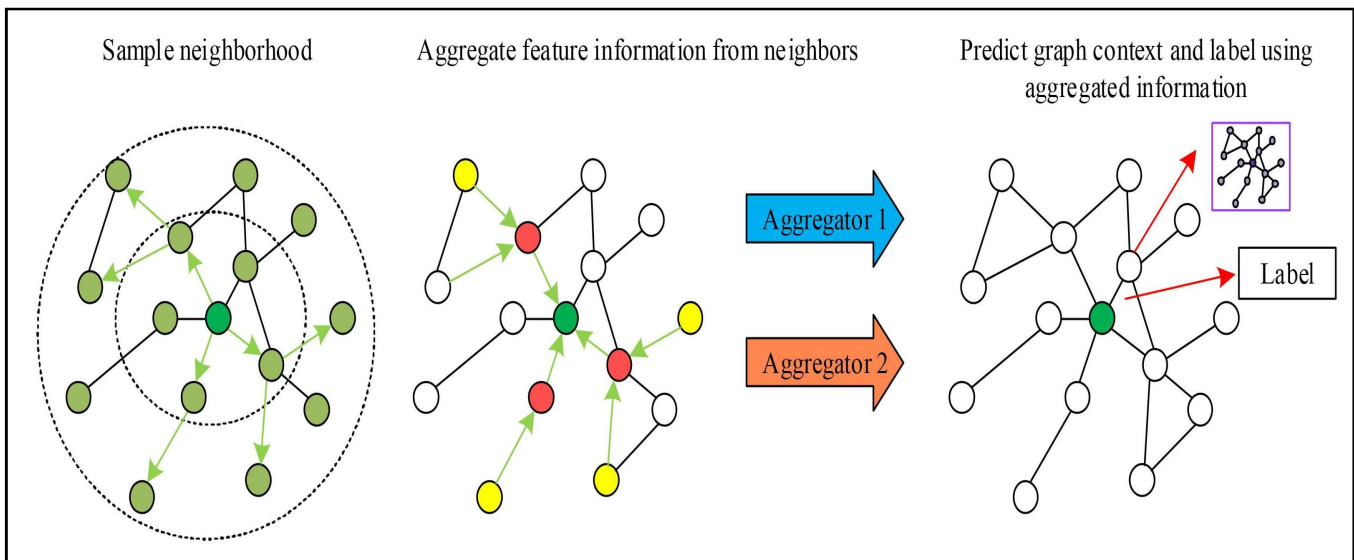 Sample neighborhood
Aggregate feature information from neighbors
Predict graph context and label using
aggregated information
Aggregator 1
Aggregator 2
Label